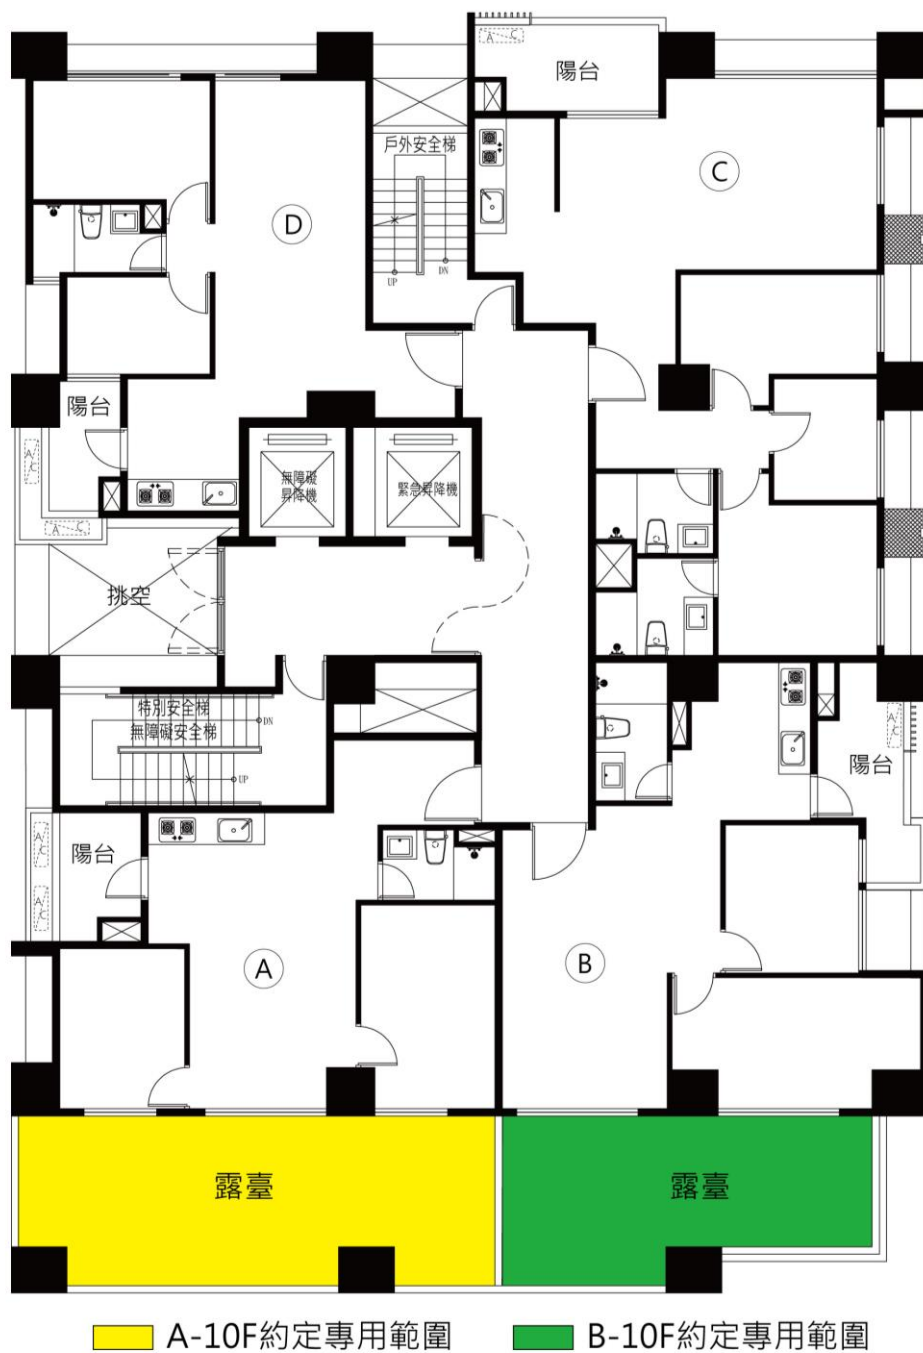 A C
陽台
戶外安全梯
C
D
UP
DN
陽台
A C
無障礙
昇降機
緊急昇降機
A C
挑空
特別安全梯
無障礙安全梯
DN
UP
A C
陽台
A C
陽台
A C
A
B
露臺
露臺
A-10F約定專用範圍
B-10F約定專用範圍